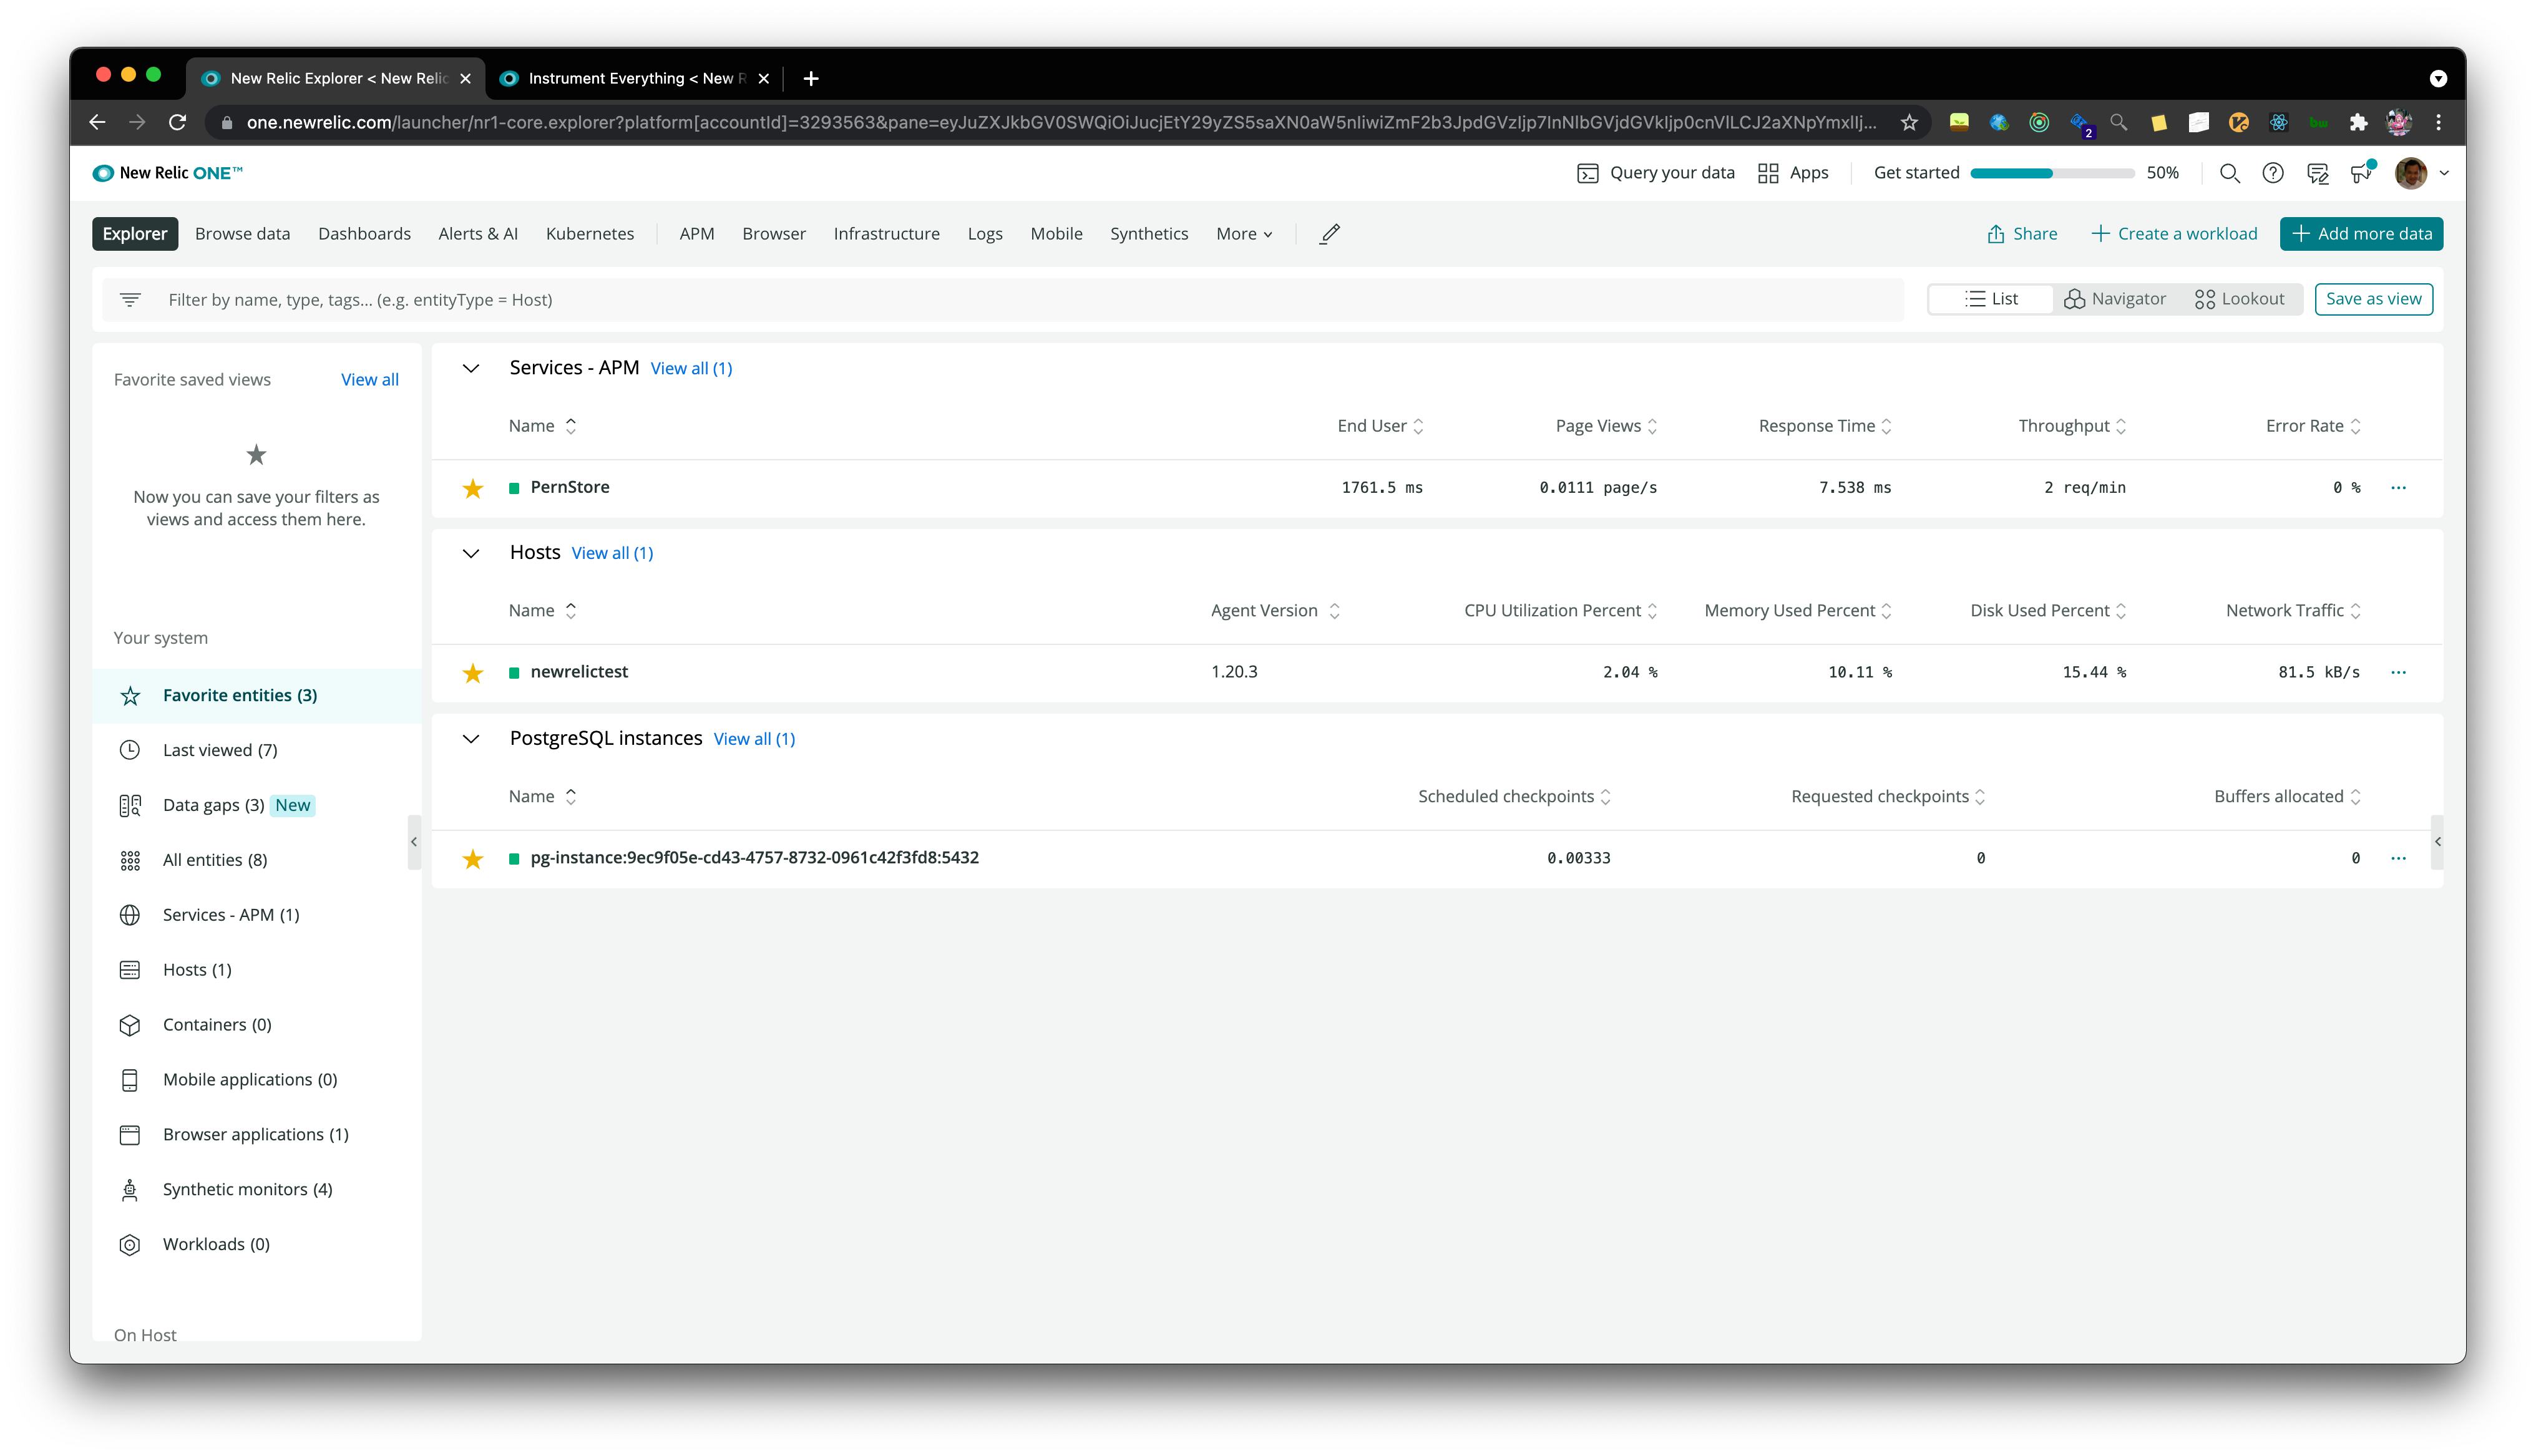 New Relic Explorer < New Relic
Instrument Everything < New R
one.newrelic.com/launcher/nr1-core.explorer?platform[accountId]=3293563&pane=
2
New Relic ONE™
Query your data
Apps
Get started
50%
Explorer
Browse data
Dashboards
Alerts & AI
Kubernetes
APM
Browser
Infrastructure
Logs
Mobile
Synthetics
More
Share
Create a workload
Add more data
Filter by name, type, tags... (e.g. entityType = Host)
List
Navigator
Lookout
Save as view
Favorite saved views
View all
Now you can save your filters as
views and access them here.
Your system
Favorite entities (3)
Last viewed (7)
Data gaps (3) New
All entities (8)
Services - APM (1)
Hosts (1)
Containers (0)
Mobile applications (0)
Browser applications (1)
Synthetic monitors (4)
Workloads (0)
On Host
Services - APM View all (1)
Name End User Page Views Response Time Throughput Error Rate
PernStore 1761.5 ms 0.0111 page/s 7.538 ms 2 req/min 0 %
Hosts View all (1)
Name Agent Version CPU Utilization Percent Memory Used Percent Disk Used Percent Network Traffic
newrelictest 1.20.3 2.04 % 10.11 % 15.44 % 81.5 kB/s
PostgreSQL instances View all (1)
Name Scheduled checkpoints Requested checkpoints Buffers allocated
pg-instance:9ec9f05e-cd43-4757-8732-0961c42f3fd8:5432 0.00333 0 0